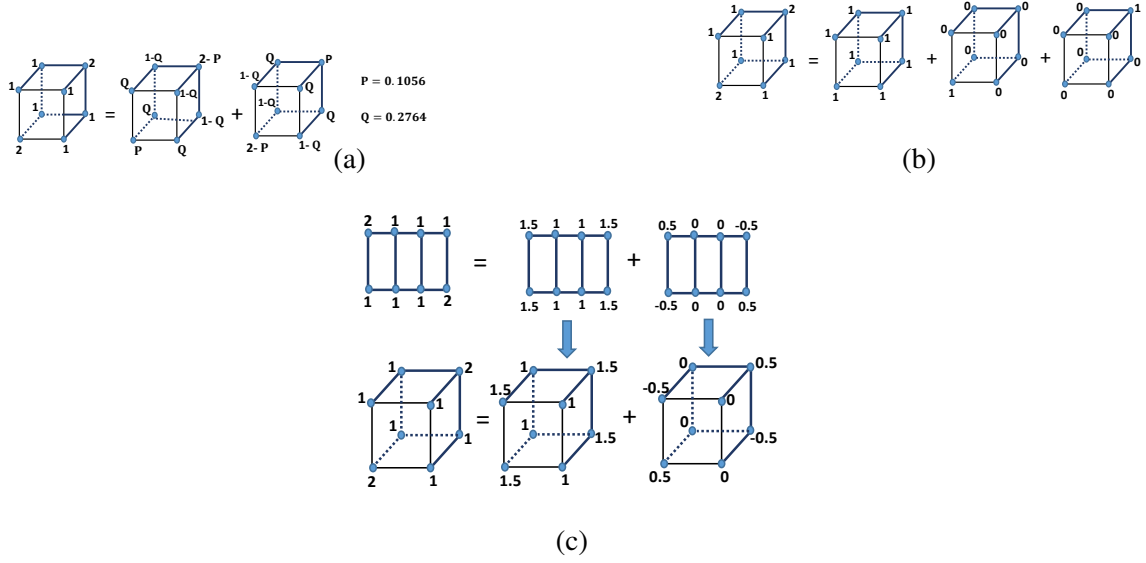 1 2
1 1
1 1
2 1
=
1-Q 2- P
Q 1-Q
Q 1- Q
P Q
+
Q P
1- Q Q
1-Q Q
2- P 1- Q
P = 0.1056
Q = 0.2764
(a)
1 2
1 1
1 1
2 1
=
1 1
1 1
1 1
1 1
+
0 0
0 0
0 0
1 0
+
0 1
0 0
0 0
0 0
(b)
2 1 1 1
1 1 1 2
=
1.5 1 1 1.5
1.5 1 1 1.5
+
0.5 0 0 -0.5
-0.5 0 0 0.5
1 2
1 1
1 1
2 1
=
1 1.5
1.5 1
1 1.5
1.5 1
+
0 0.5
-0.5 0
0 -0.5
0.5 0
(c)